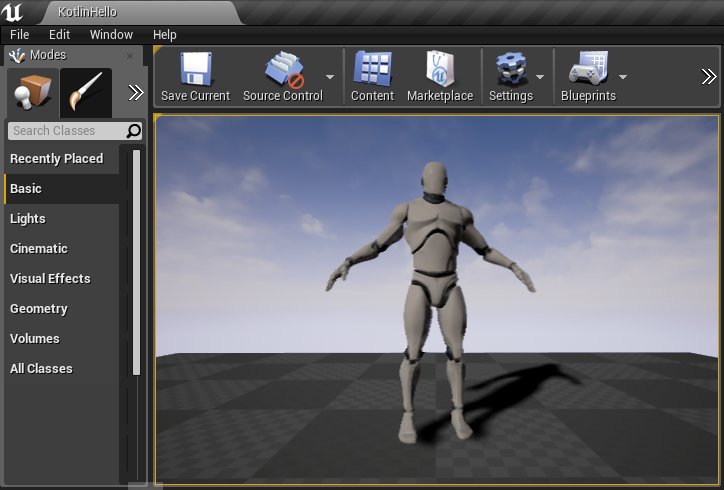 KotlinHello
File Edit Window Help
Modes
Search Classes
Recently Placed
Basic
Lights
Cinematic
Visual Effects
Geometry
Volumes
All Classes
Save Current Source Control Content Marketplace Settings Blueprints